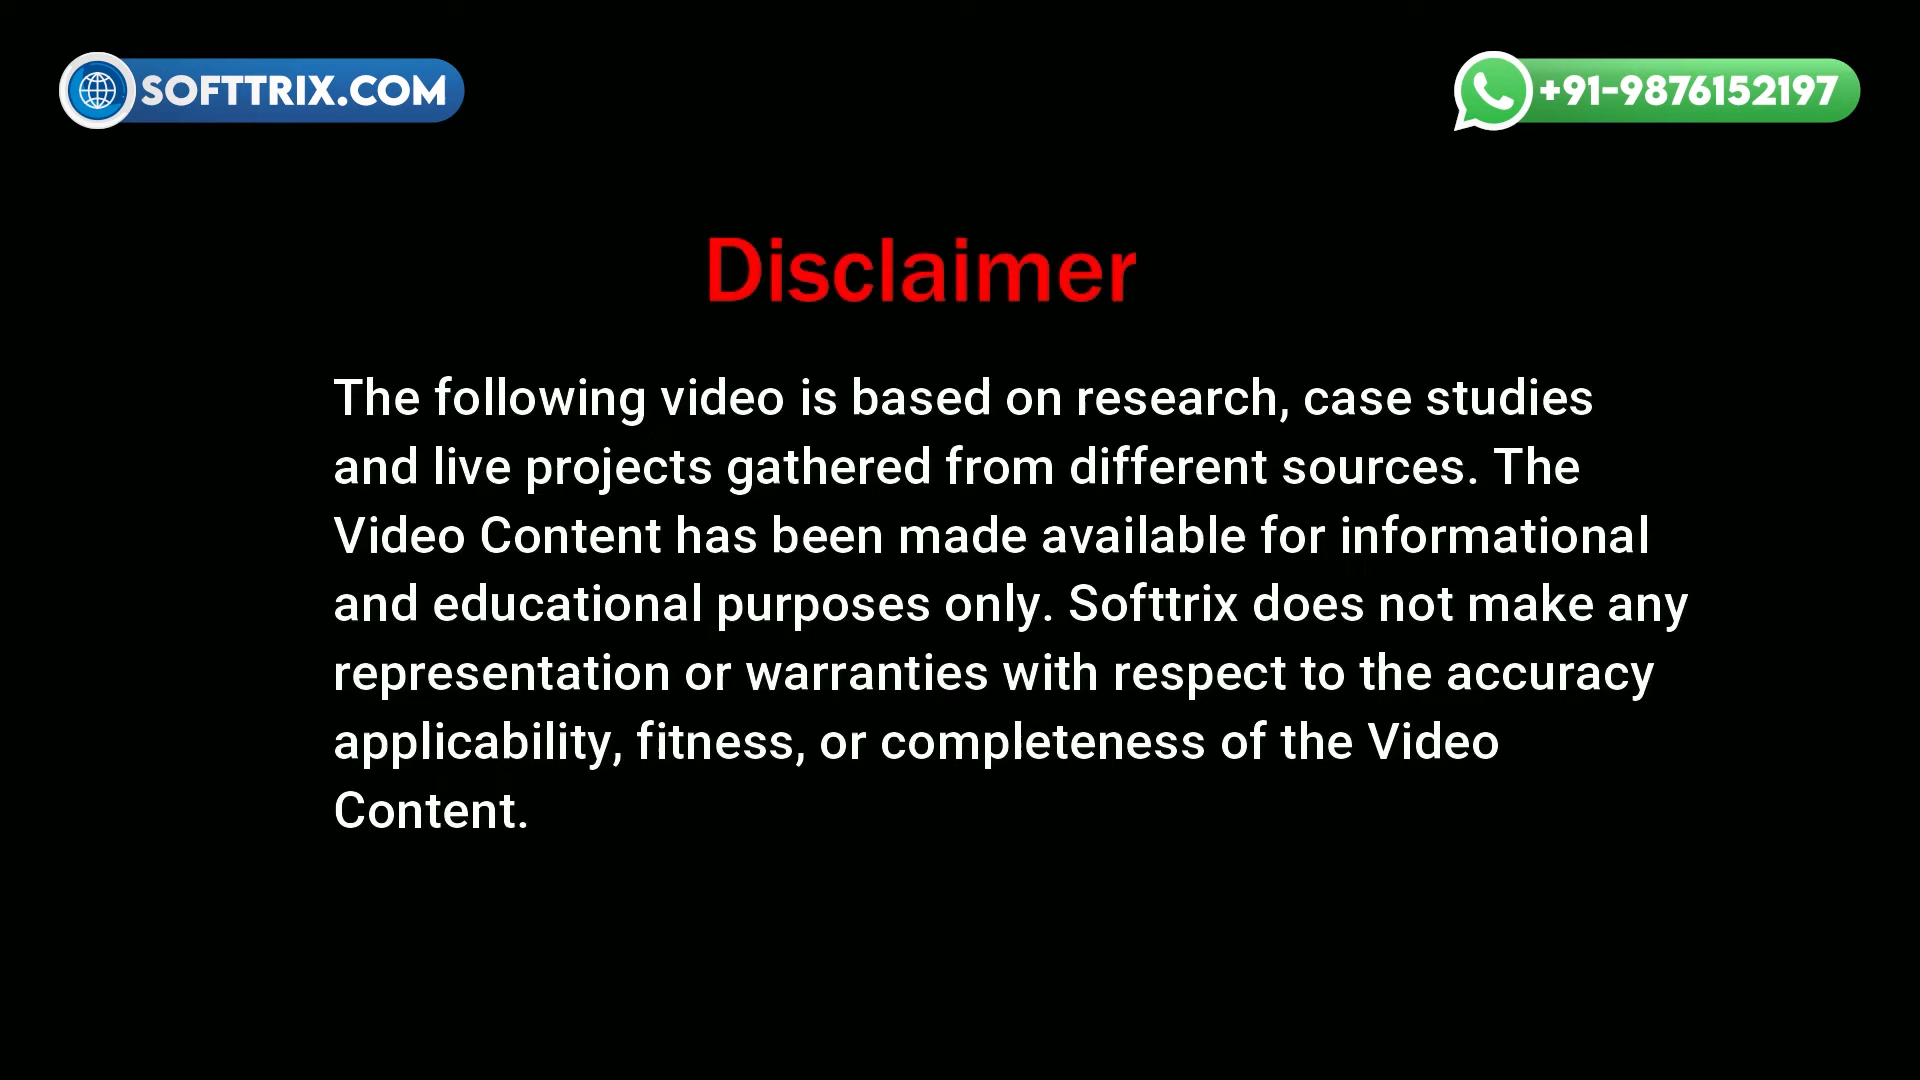 SOFTTRIX.COM
+91-9876152197
Disclaimer
The following video is based on research, case studies
and live projects gathered from different sources. The
Video Content has been made available for informational
and educational purposes only. Softtrix does not make any
representation or warranties with respect to the accuracy
applicability, fitness, or completeness of the Video
Content.